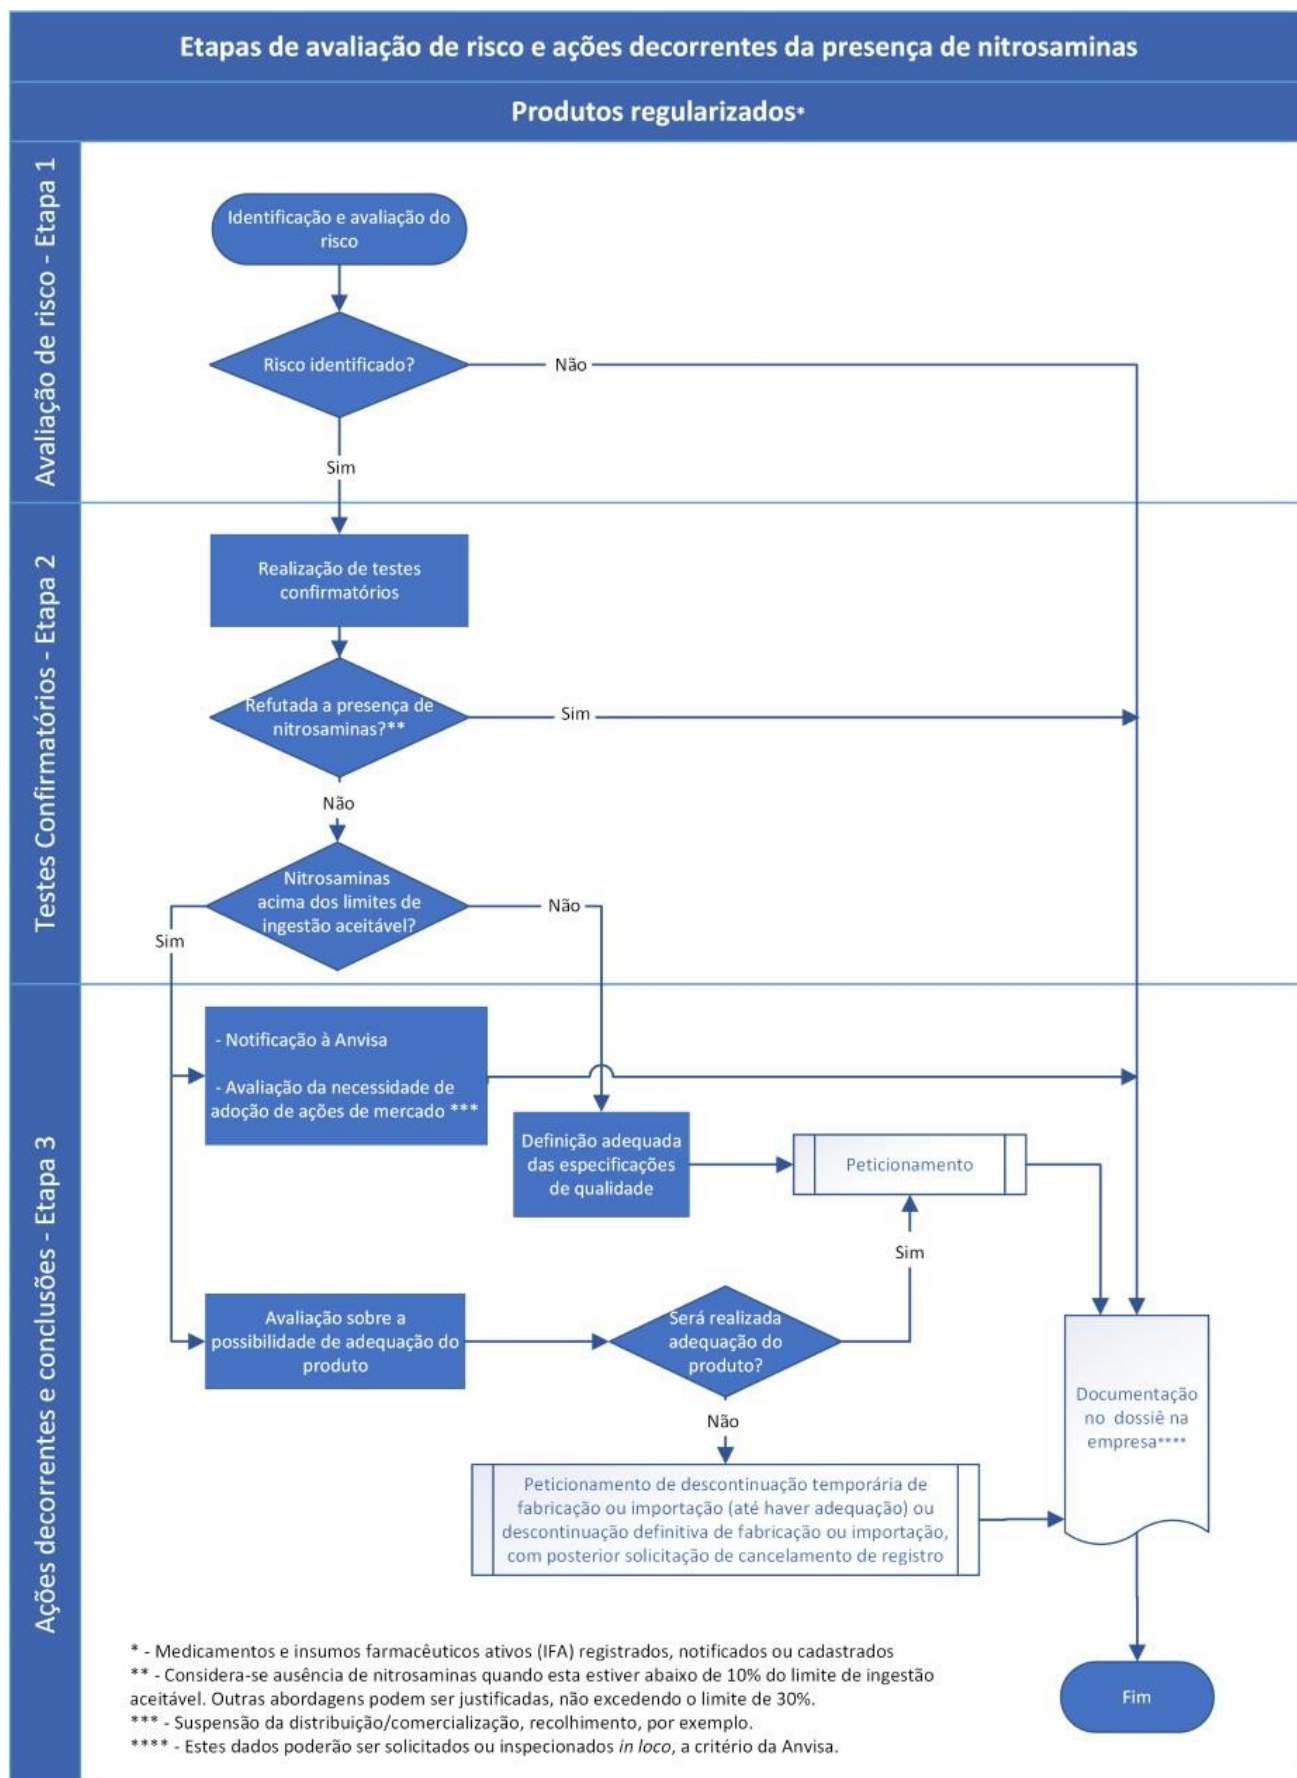 Etapas de avaliação de risco e ações decorrentes da presença de nitrosaminas
Produtos regularizados*
Avaliação de risco - Etapa 1
Identificação e avaliação do
risco
Risco identificado?
Não
Sim
Testes Confirmatórios - Etapa 2
Realização de testes
confirmatórios
Refutada a presença de
nitrosaminas?**
Sim
Não
Nitrosaminas
acima dos limites de
ingestão aceitável?
Não
Sim
Ações decorrentes e conclusões - Etapa 3
- Notificação à Anvisa
- Avaliação da necessidade de
adoção de ações de mercado ***
Definição adequada
das especificações
de qualidade
Peticionamento
Sim
Avaliação sobre a
possibilidade de adequação do
produto
Será realizada
adequação do
produto?
Não
Documentação
no dossiê na
empresa****
Peticionamento de descontinuação temporária de
fabricação ou importação (até haver adequação) ou
descontinuação definitiva de fabricação ou importação,
com posterior solicitação de cancelamento de registro
* - Medicamentos e insumos farmacêuticos ativos (IFA) registrados, notificados ou cadastrados
** - Considera-se ausência de nitrosaminas quando esta estiver abaixo de 10% do limite de ingestão
aceitável. Outras abordagens podem ser justificadas, não excedendo o limite de 30%.
*** - Suspensão da distribuição/comercialização, recolhimento, por exemplo.
**** - Estes dados poderão ser solicitados ou inspecionados in loco, a critério da Anvisa.
Fim